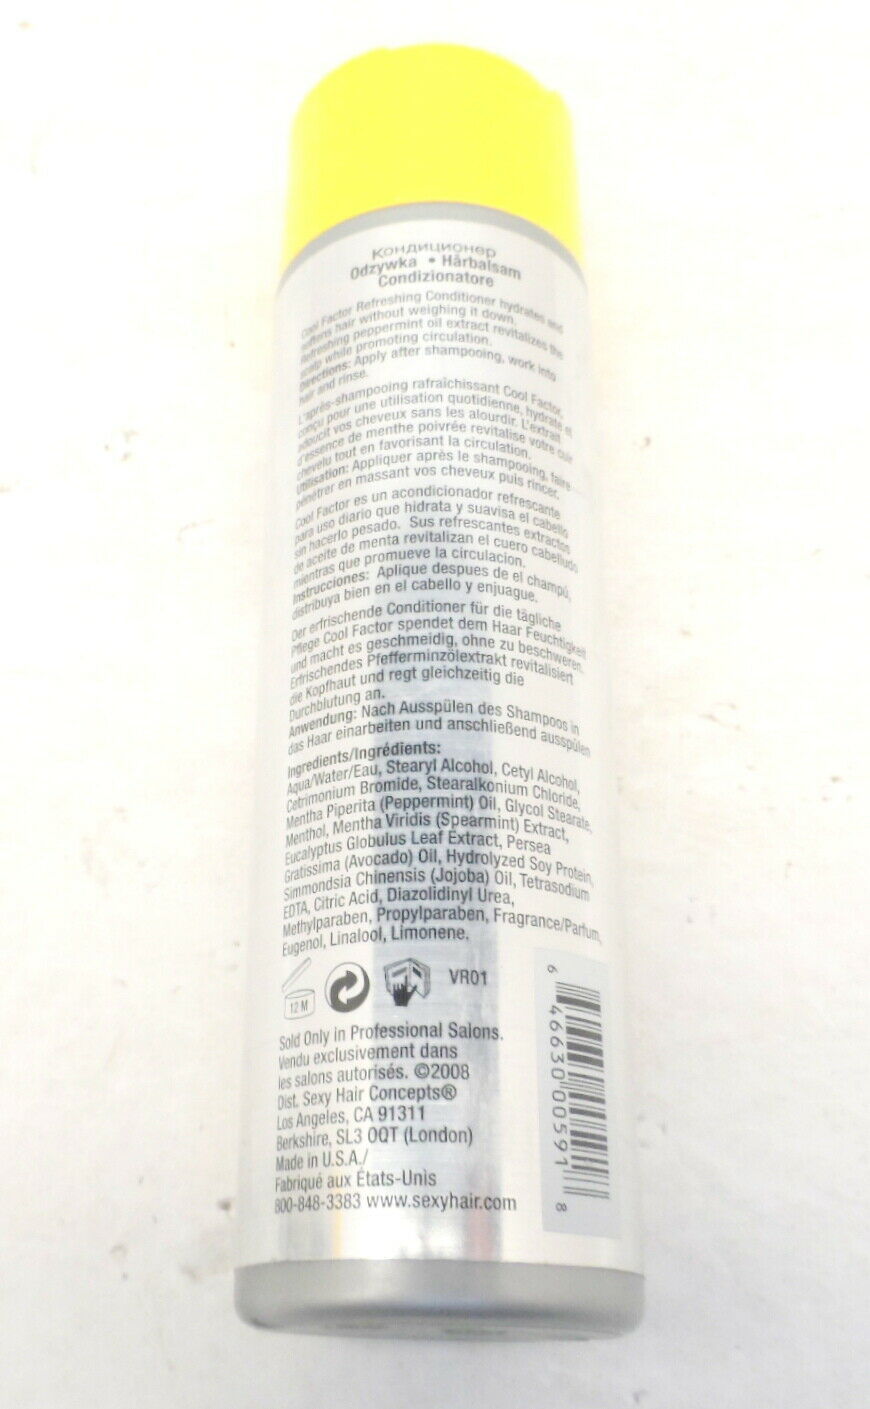 Кондиционер
Odzywka • Hårbalsam
Condizionatore
Cool Factor Refreshing Conditioner hydrates and
softens hair without weighing it down.
Refreshing peppermint oil extract revitalizes the
scalp while promoting circulation.
Directions: Apply after shampooing, work into
hair and rinse.
L'après-shampooing rafraîchissant Cool Factor,
conçu pour une utilisation quotidienne, hydrate et
adoucit vos cheveux sans les alourdir. L'extrait
d'essence de menthe poivrée revitalise votre cuir
chevelu tout en favorisant la circulation.
Utilisation: Appliquer après le shampooing, faire
pénétrer en massant vos cheveux puis rincer.
Cool Factor es un acondicionador refrescante
para uso diario que hidrata y suavisa el cabello
sin hacerlo pesado. Sus refrescantes extractos
de aceite de menta revitalizan el cuero cabelludo
mientras que promueve la circulacion.
Instrucciones: Aplique despues de el champú,
distribuya bien en el cabello y enjuague.
Der erfrischende Conditioner für die tägliche
Pflege Cool Factor spendet dem Haar Feuchtigkeit
und macht es geschmeidig, ohne zu beschweren.
Erfrischendes Pfefferminzölextrakt revitalisiert
die Kopfhaut und regt gleichzeitig die
Durchblutung an.
Anwendung: Nach Ausspülen des Shampoos in
das Haar einarbeiten und anschließend ausspülen
Ingredients/Ingrédients:
Aqua/Water/Eau, Stearyl Alcohol, Cetyl Alcohol,
Cetrimonium Bromide, Stearalkonium Chloride,
Mentha Piperita (Peppermint) Oil, Glycol Stearate,
Menthol, Mentha Viridis (Spearmint) Extract,
Eucalyptus Globulus Leaf Extract, Persea
Gratissima (Avocado) Oil, Hydrolyzed Soy Protein,
Simmondsia Chinensis (Jojoba) Oil, Tetrasodium
EDTA, Citric Acid, Diazolidinyl Urea,
Methylparaben, Propylparaben, Fragrance/Parfum,
Eugenol, Linalool, Limonene.
12 M
VR01
Sold Only in Professional Salons.
Vendu exclusivement dans
les salons autorisés. ©2008
Dist. Sexy Hair Concepts®
Los Angeles, CA 91311
Berkshire, SL3 0QT (London)
Made in U.S.A./
Fabriqué aux États-Unis
800-848-3383 www.sexyhair.com
6 46630 00591 8